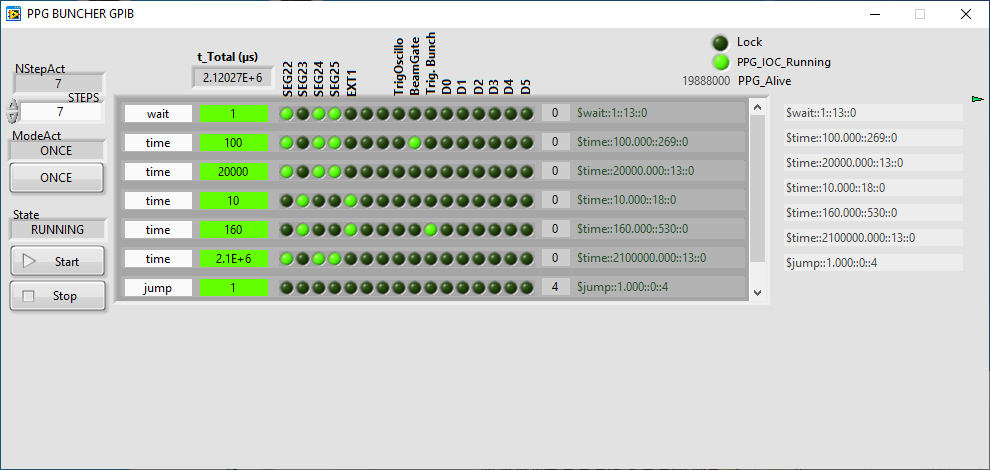 PPG BUNCHER GPIB
NStepAct
7
STEPS
7
ModeAct
ONCE
ONCE
State
RUNNING
Start
Stop
t_Total (µs)
2.12027E+6
SEG22
SEG23
SEG24
SEG25
EXT1
TrigOscillo
BeamGate
Trig. Bunch
D0
D1
D2
D3
D4
D5
Lock
PPG_IOC_Running
19888000 PPG_Alive
wait 1 0 $wait::1::13::0
time 100 0 $time::100.000::269::0
time 20000 0 $time::20000.000::13::0
time 10 0 $time::10.000::18::0
time 160 0 $time::160.000::530::0
time 2.1E+6 0 $time::2100000.000::13::0
jump 1 4 $jump::1.000::0::4
$wait::1::13::0
$time::100.000::269::0
$time::20000.000::13::0
$time::10.000::18::0
$time::160.000::530::0
$time::2100000.000::13::0
$jump::1.000::0::4